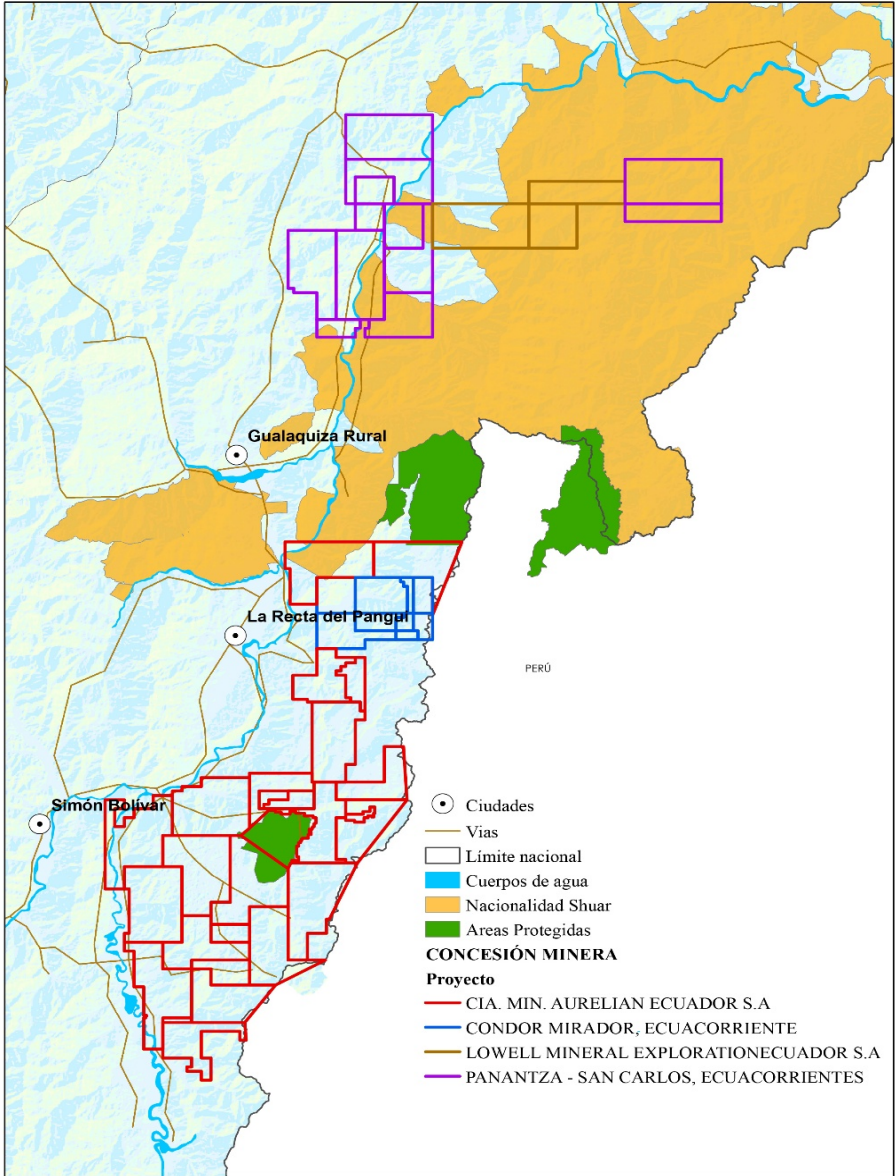 Gualaquiza Rural
La Recta del Pangui
PERÚ
Simón Bolívar
Ciudades
Vias
Límite nacional
Cuerpos de agua
Nacionalidad Shuar
Areas Protegidas
CONCESIÓN MINERA
Proyecto
CIA. MIN. AURELIAN ECUADOR S.A
CONDOR MIRADOR, ECUACORRIENTE
LOWELL MINERAL EXPLORATIONECUADOR S.A
PANANTZA - SAN CARLOS, ECUACORRIENTES